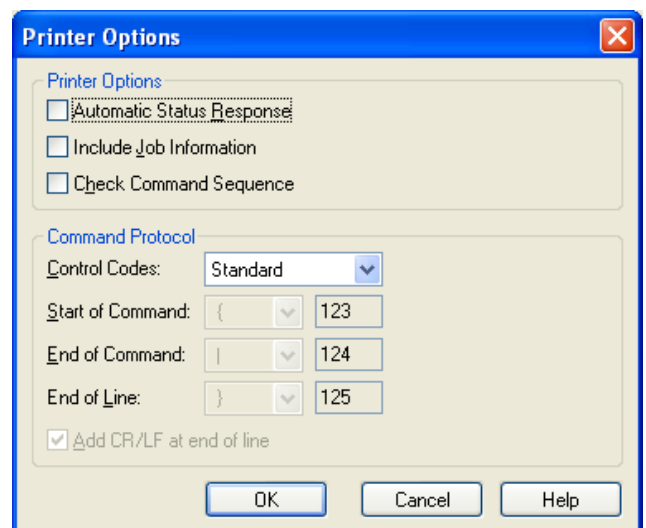 Printer Options
Printer Options
Automatic Status Response
Include Job Information
Check Command Sequence
Command Protocol
Control Codes: Standard
Start of Command: { 123
End of Command: | 124
End of Line: } 125
Add CR/LF at end of line
OK Cancel Help